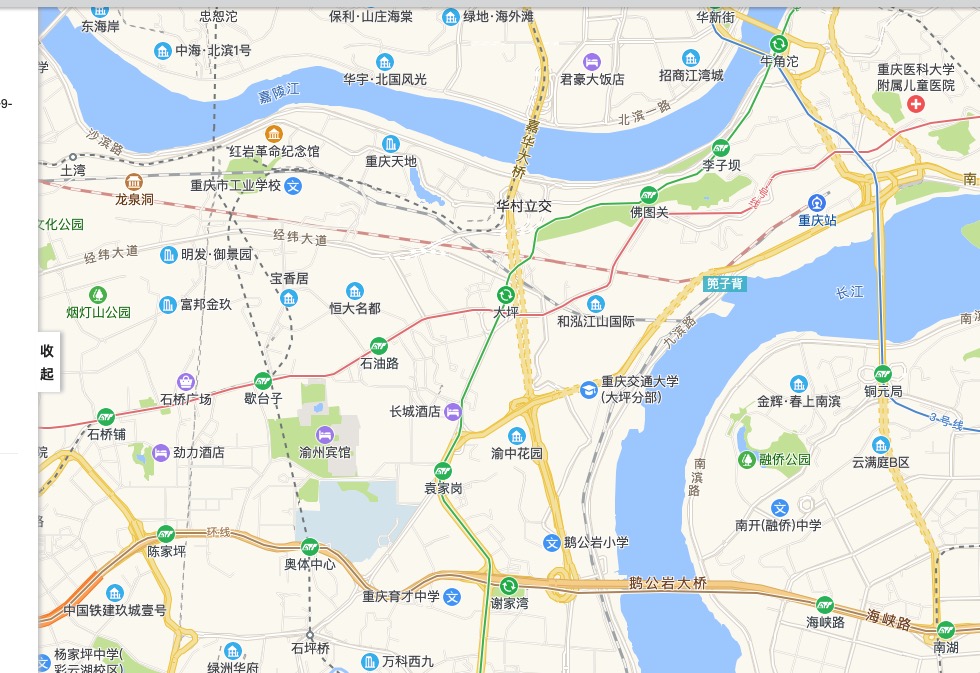 东海岸
忠恕沱
保利·山庄海棠
绿地·海外滩
华新街
中海·北滨1号
华宇·北国风光
君豪大饭店
招商江湾城
牛角沱
重庆医科大学
附属儿童医院
学
9-
嘉陵江
北滨一路
嘉华大桥
沙滨路
土湾
红岩革命纪念馆
重庆天地
李子坝
龙泉洞
重庆市工业学校
文
华村立交
佛图关
号线
重庆站
南
文化公园
经纬大道
经纬大道
明发·御景园
宝香居
兜子背
长江
烟灯山公园
富邦金玖
恒大名都
大坪
和泓江山国际
九滨路
南滨
收
起
石油路
石桥广场
歇台子
重庆交通大学
(大坪分部)
金辉·春上南滨
铜元局
石桥铺
长城酒店
3号线
院
劲力酒店
渝州宾馆
渝中花园
南滨路
融侨公园
云满庭B区
袁家岗
文
南开(融侨)中学
路
陈家坪
环线
奥体中心
文
鹅公岩小学
中国铁建玖城壹号
重庆育才中学
文
谢家湾
鹅公岩大桥
海峡路
海峡路
南湖
石坪桥
文
杨家坪中学(
彩云湖校区)
绿洲华府
万科西九